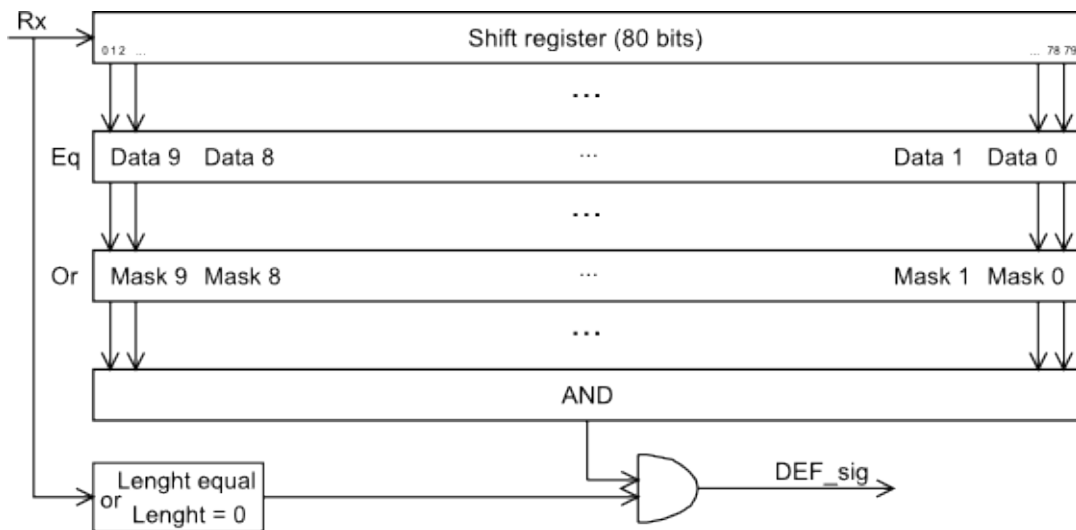 Rx
Shift register (80 bits)
0 1 2 ... ... 78 79
...
Eq Data 9 Data 8 ... Data 1 Data 0
...
Or Mask 9 Mask 8 ... Mask 1 Mask 0
...
AND
Lenght equal
or Lenght = 0
DEF_sig